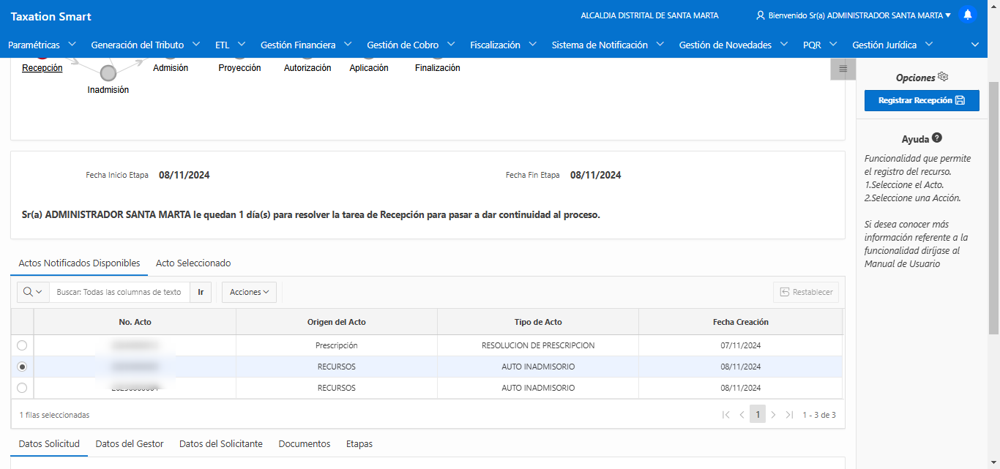 Taxation Smart
ALCALDIA DISTRITAL DE SANTA MARTA
Bienvenido Sr(a) ADMINISTRADOR SANTA MARTA
Paramétricas Generación del Tributo ETL Gestión Financiera Gestión de Cobro Fiscalización Sistema de Notificación Gestión de Novedades PQR Gestión Jurídica
Recepción Admisión Proyección Autorización Aplicación Finalización
Inadmisión
Opciones
Registrar Recepción
Ayuda
Funcionalidad que permite
el registro del recurso.
1.Seleccione el Acto.
2.Seleccione una Acción.
Si desea conocer más
información referente a la
funcionalidad diríjase al
Manual de Usuario
Fecha Inicio Etapa 08/11/2024 Fecha Fin Etapa 08/11/2024
Sr(a) ADMINISTRADOR SANTA MARTA le quedan 1 día(s) para resolver la tarea de Recepción para pasar a dar continuidad al proceso.
Actos Notificados Disponibles Acto Seleccionado
Buscar: Todas las columnas de texto Ir Acciones Restablecer
No. Acto Origen del Acto Tipo de Acto Fecha Creación
Prescripción RESOLUCION DE PRESCRIPCION 07/11/2024
RECURSOS AUTO INADMISORIO 08/11/2024
RECURSOS AUTO INADMISORIO 08/11/2024
1 filas seleccionadas 1 1 - 3 de 3
Datos Solicitud Datos del Gestor Datos del Solicitante Documentos Etapas